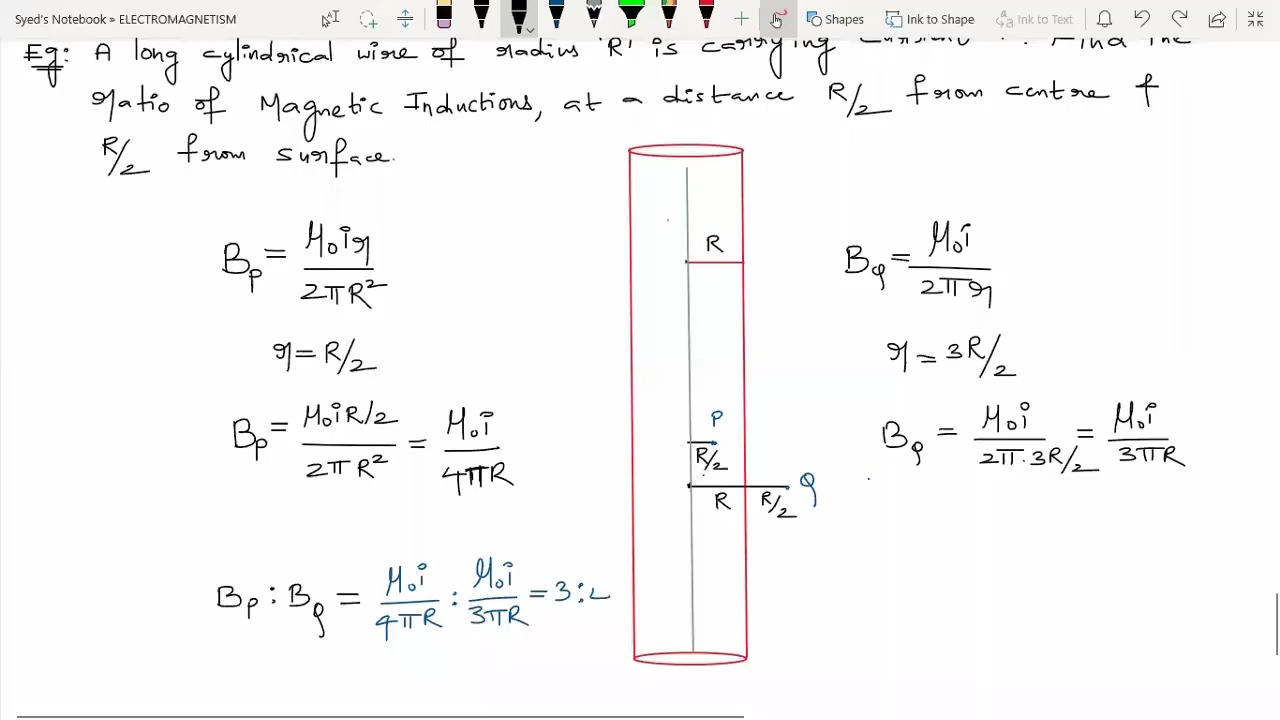 Syed's Notebook » ELECTROMAGNETISM
Shapes
Ink to Shape
Ink to Text
Eg: A long cylindrical wire of radius 'R' is carrying current Find the
ratio of Magnetic Inductions, at a distance R/2 from centre &
R/2 from surface.
Bp = μ₀ir / 2πR²
r = R/2
Bp = μ₀iR/2 / 2πR² = μ₀i / 4πR
Bp : BQ = μ₀i / 4πR : μ₀i / 3πR = 3 :
R
P
R/2
Q
R
R/2
BQ = μ₀i / 2πr
r = 3R/2
BQ = μ₀i / 2π·3R/2 = μ₀i / 3πR